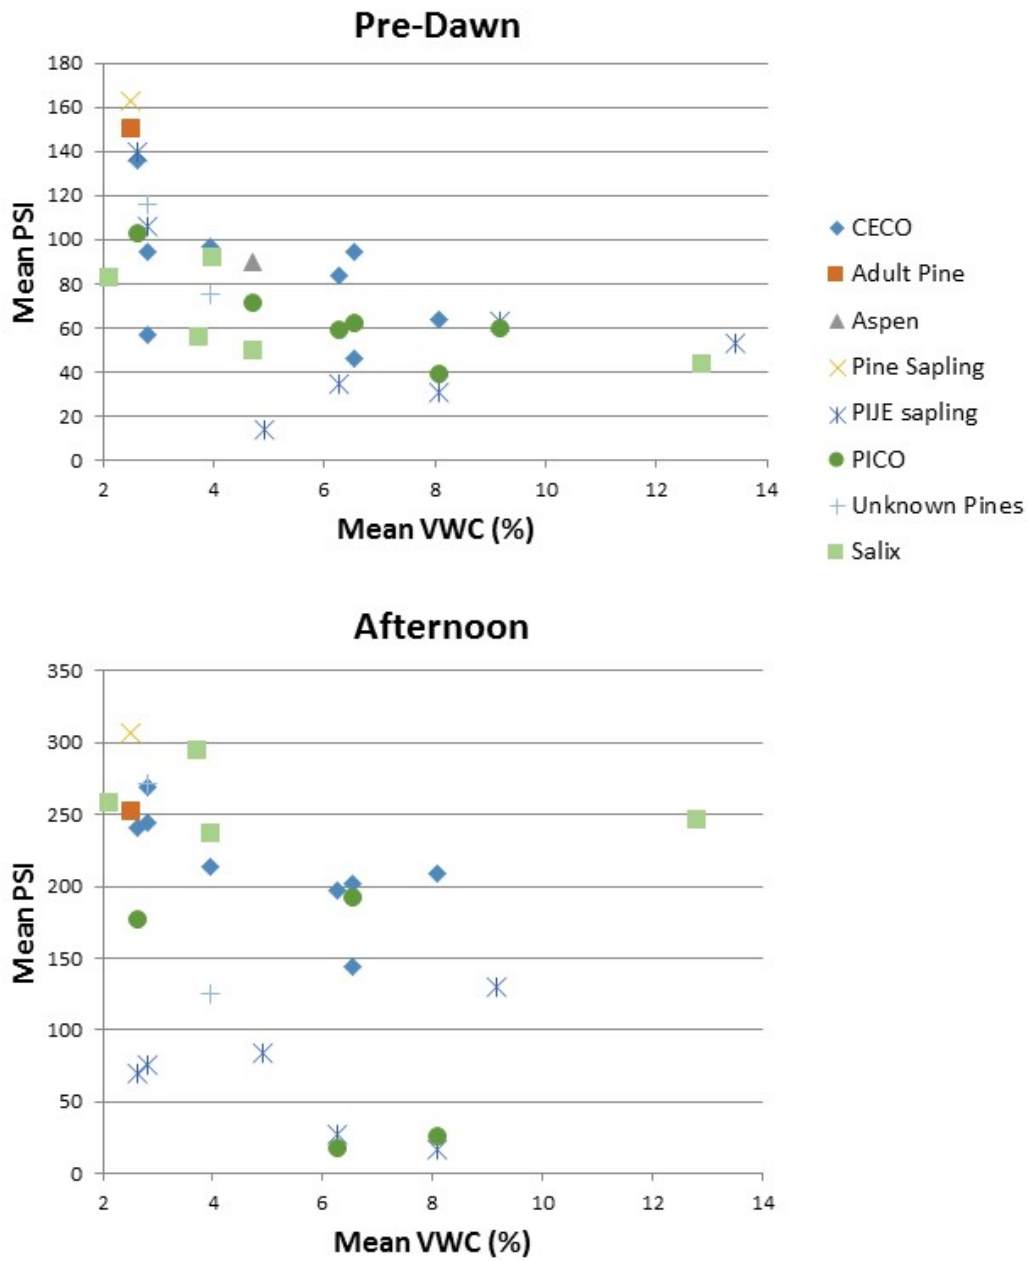 Pre-Dawn
180
160
140
120
100
80
60
40
20
0
Mean PSI
2 4 6 8 10 12 14
Mean VWC (%)
CECO
Adult Pine
Aspen
Pine Sapling
PIJE sapling
PICO
Unknown Pines
Salix
Afternoon
350
300
250
200
150
100
50
0
Mean PSI
2 4 6 8 10 12 14
Mean VWC (%)